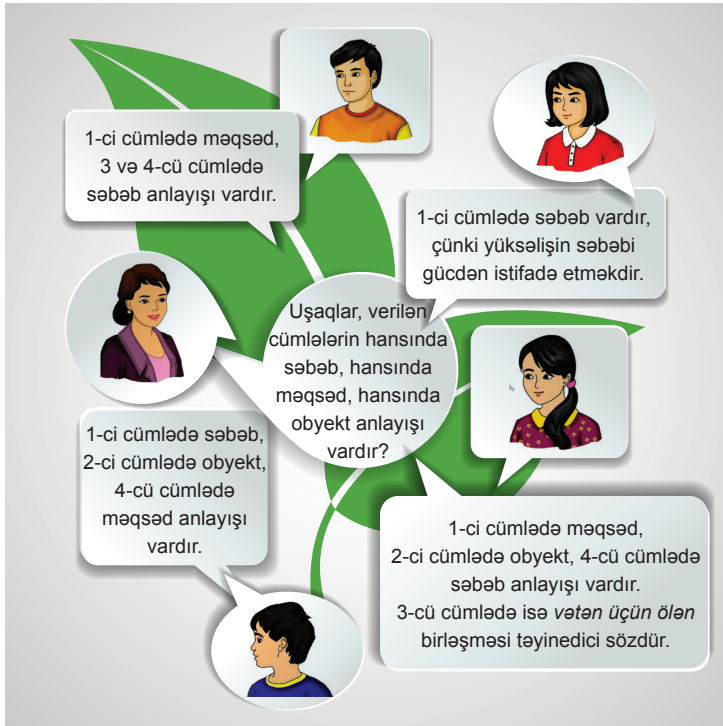 1-ci cümlədə məqsəd,
3 və 4-cü cümlədə
səbəb anlayışı vardır.
1-ci cümlədə səbəb vardır,
çünki yüksəlişin səbəbi
gücdən istifadə etməkdir.
Uşaqlar, verilən
cümlələrin hansında
səbəb, hansında
məqsəd, hansında
obyekt anlayışı
vardır?
1-ci cümlədə səbəb,
2-ci cümlədə obyekt,
4-cü cümlədə
məqsəd anlayışı
vardır.
1-ci cümlədə məqsəd,
2-ci cümlədə obyekt, 4-cü cümlədə
səbəb anlayışı vardır.
3-cü cümlədə isə vətən üçün ölən
birləşməsi təyinedici sözdür.